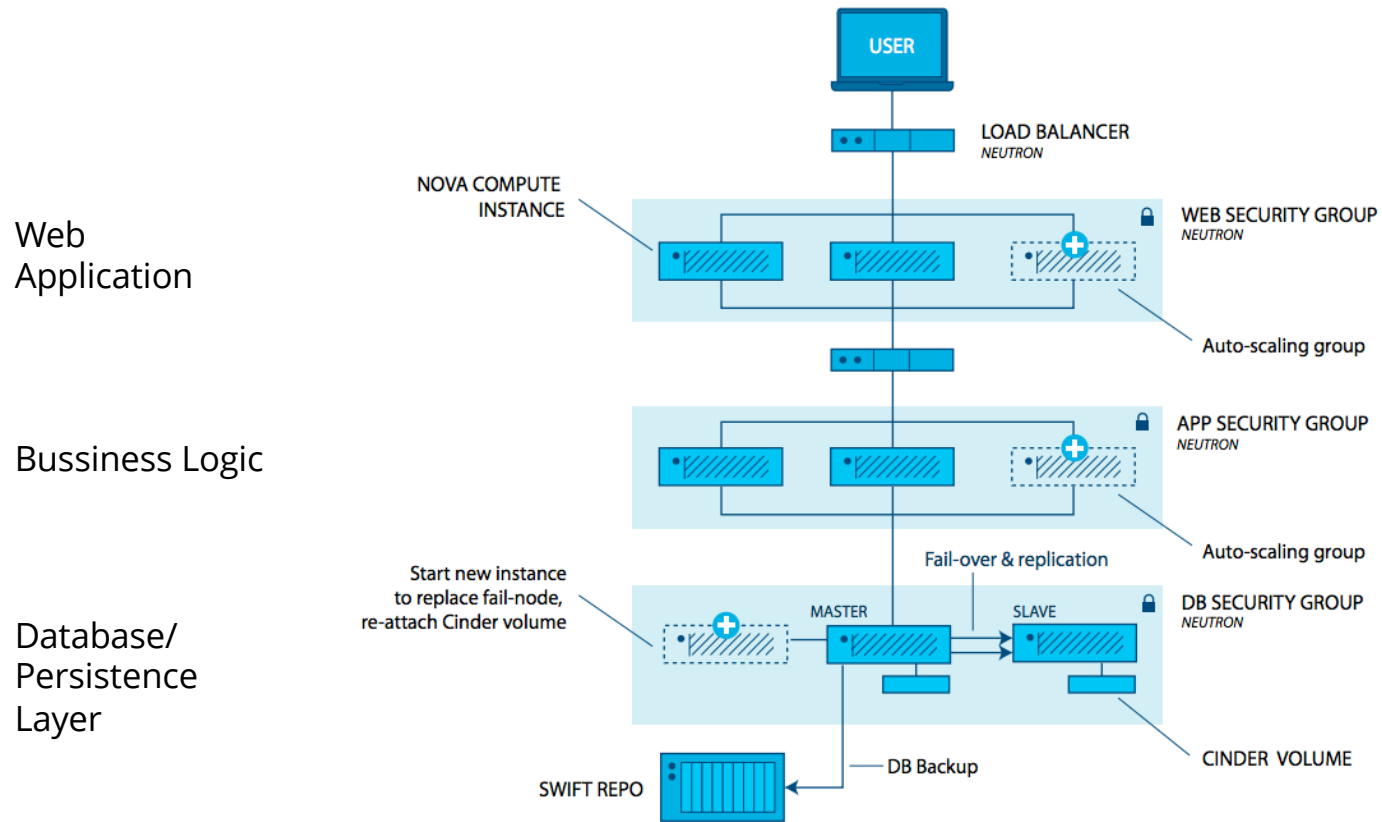 USER
LOAD BALANCER
NEUTRON
NOVA COMPUTE
INSTANCE
Web
Application
WEB SECURITY GROUP
NEUTRON
Auto-scaling group
Bussiness Logic
APP SECURITY GROUP
NEUTRON
Auto-scaling group
Fail-over & replication
Start new instance
to replace fail-node,
re-attach Cinder volume
Database/
Persistence
Layer
MASTER
SLAVE
DB SECURITY GROUP
NEUTRON
CINDER VOLUME
DB Backup
SWIFT REPO